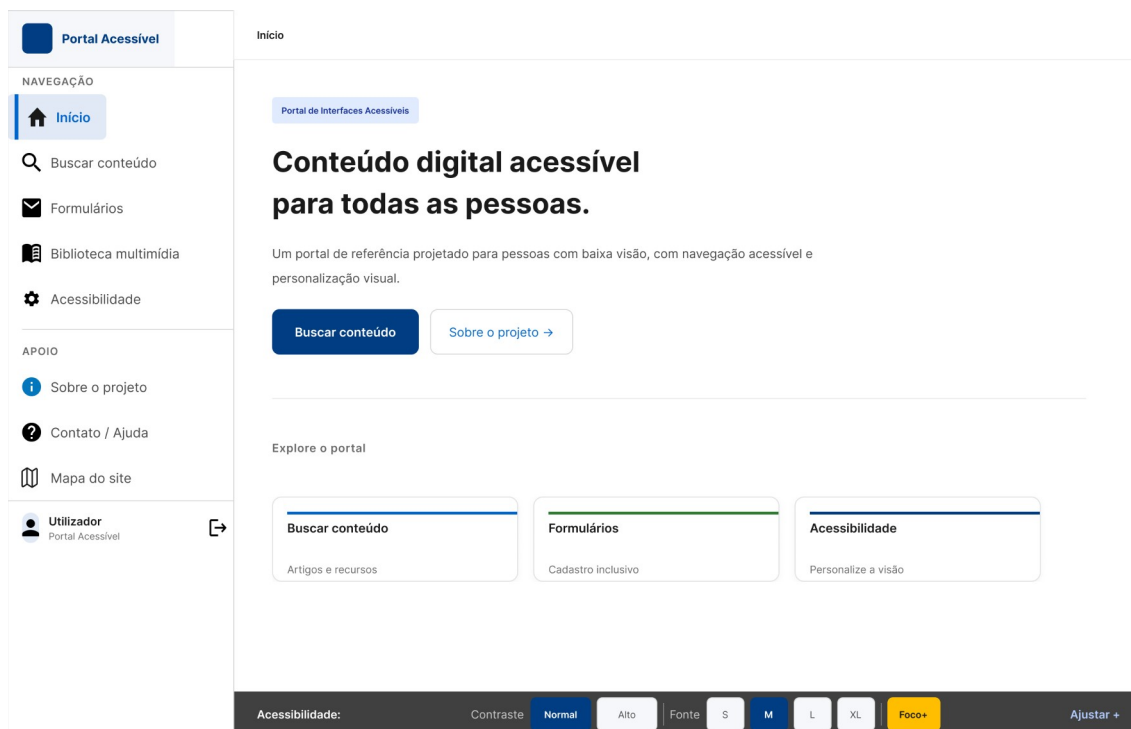 Portal Acessível
NAVEGAÇÃO
Início
Buscar conteúdo
Formulários
Biblioteca multimídia
Acessibilidade
APOIO
Sobre o projeto
Contato / Ajuda
Mapa do site
Utilizador
Portal Acessível
Início
Portal de Interfaces Acessíveis
Conteúdo digital acessível
para todas as pessoas.
Um portal de referência projetado para pessoas com baixa visão, com navegação acessível e
personalização visual.
Buscar conteúdo
Sobre o projeto →
Explore o portal
Buscar conteúdo
Artigos e recursos
Formulários
Cadastro inclusivo
Acessibilidade
Personalize a visão
Acessibilidade: Contraste Normal Alto Fonte S M L XL Foco+ Ajustar +